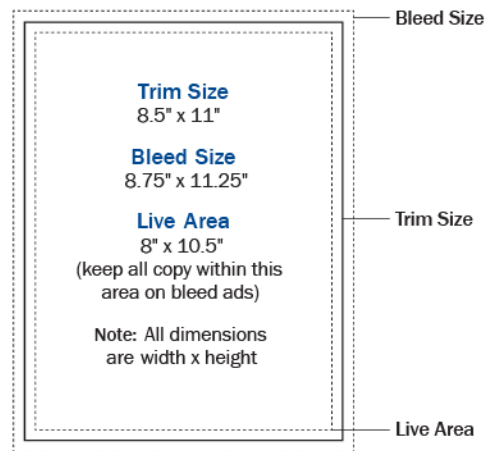 Bleed Size
Trim Size
8.5" x 11"
Bleed Size
8.75" x 11.25"
Live Area
8" x 10.5"
(keep all copy within this
area on bleed ads)
Note: All dimensions
are width x height
Trim Size
Live Area